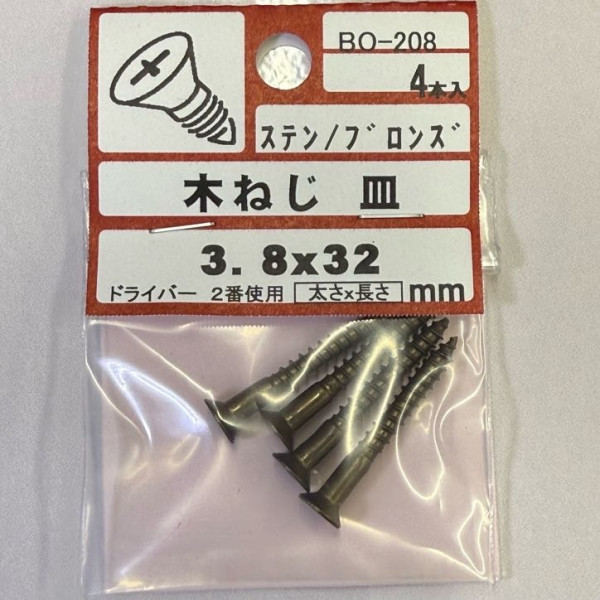 BO-208
4本入
ステン/ブロンズ
木ねじ 皿
3.8x32
ドライバー 2番使用 太さx長さ mm